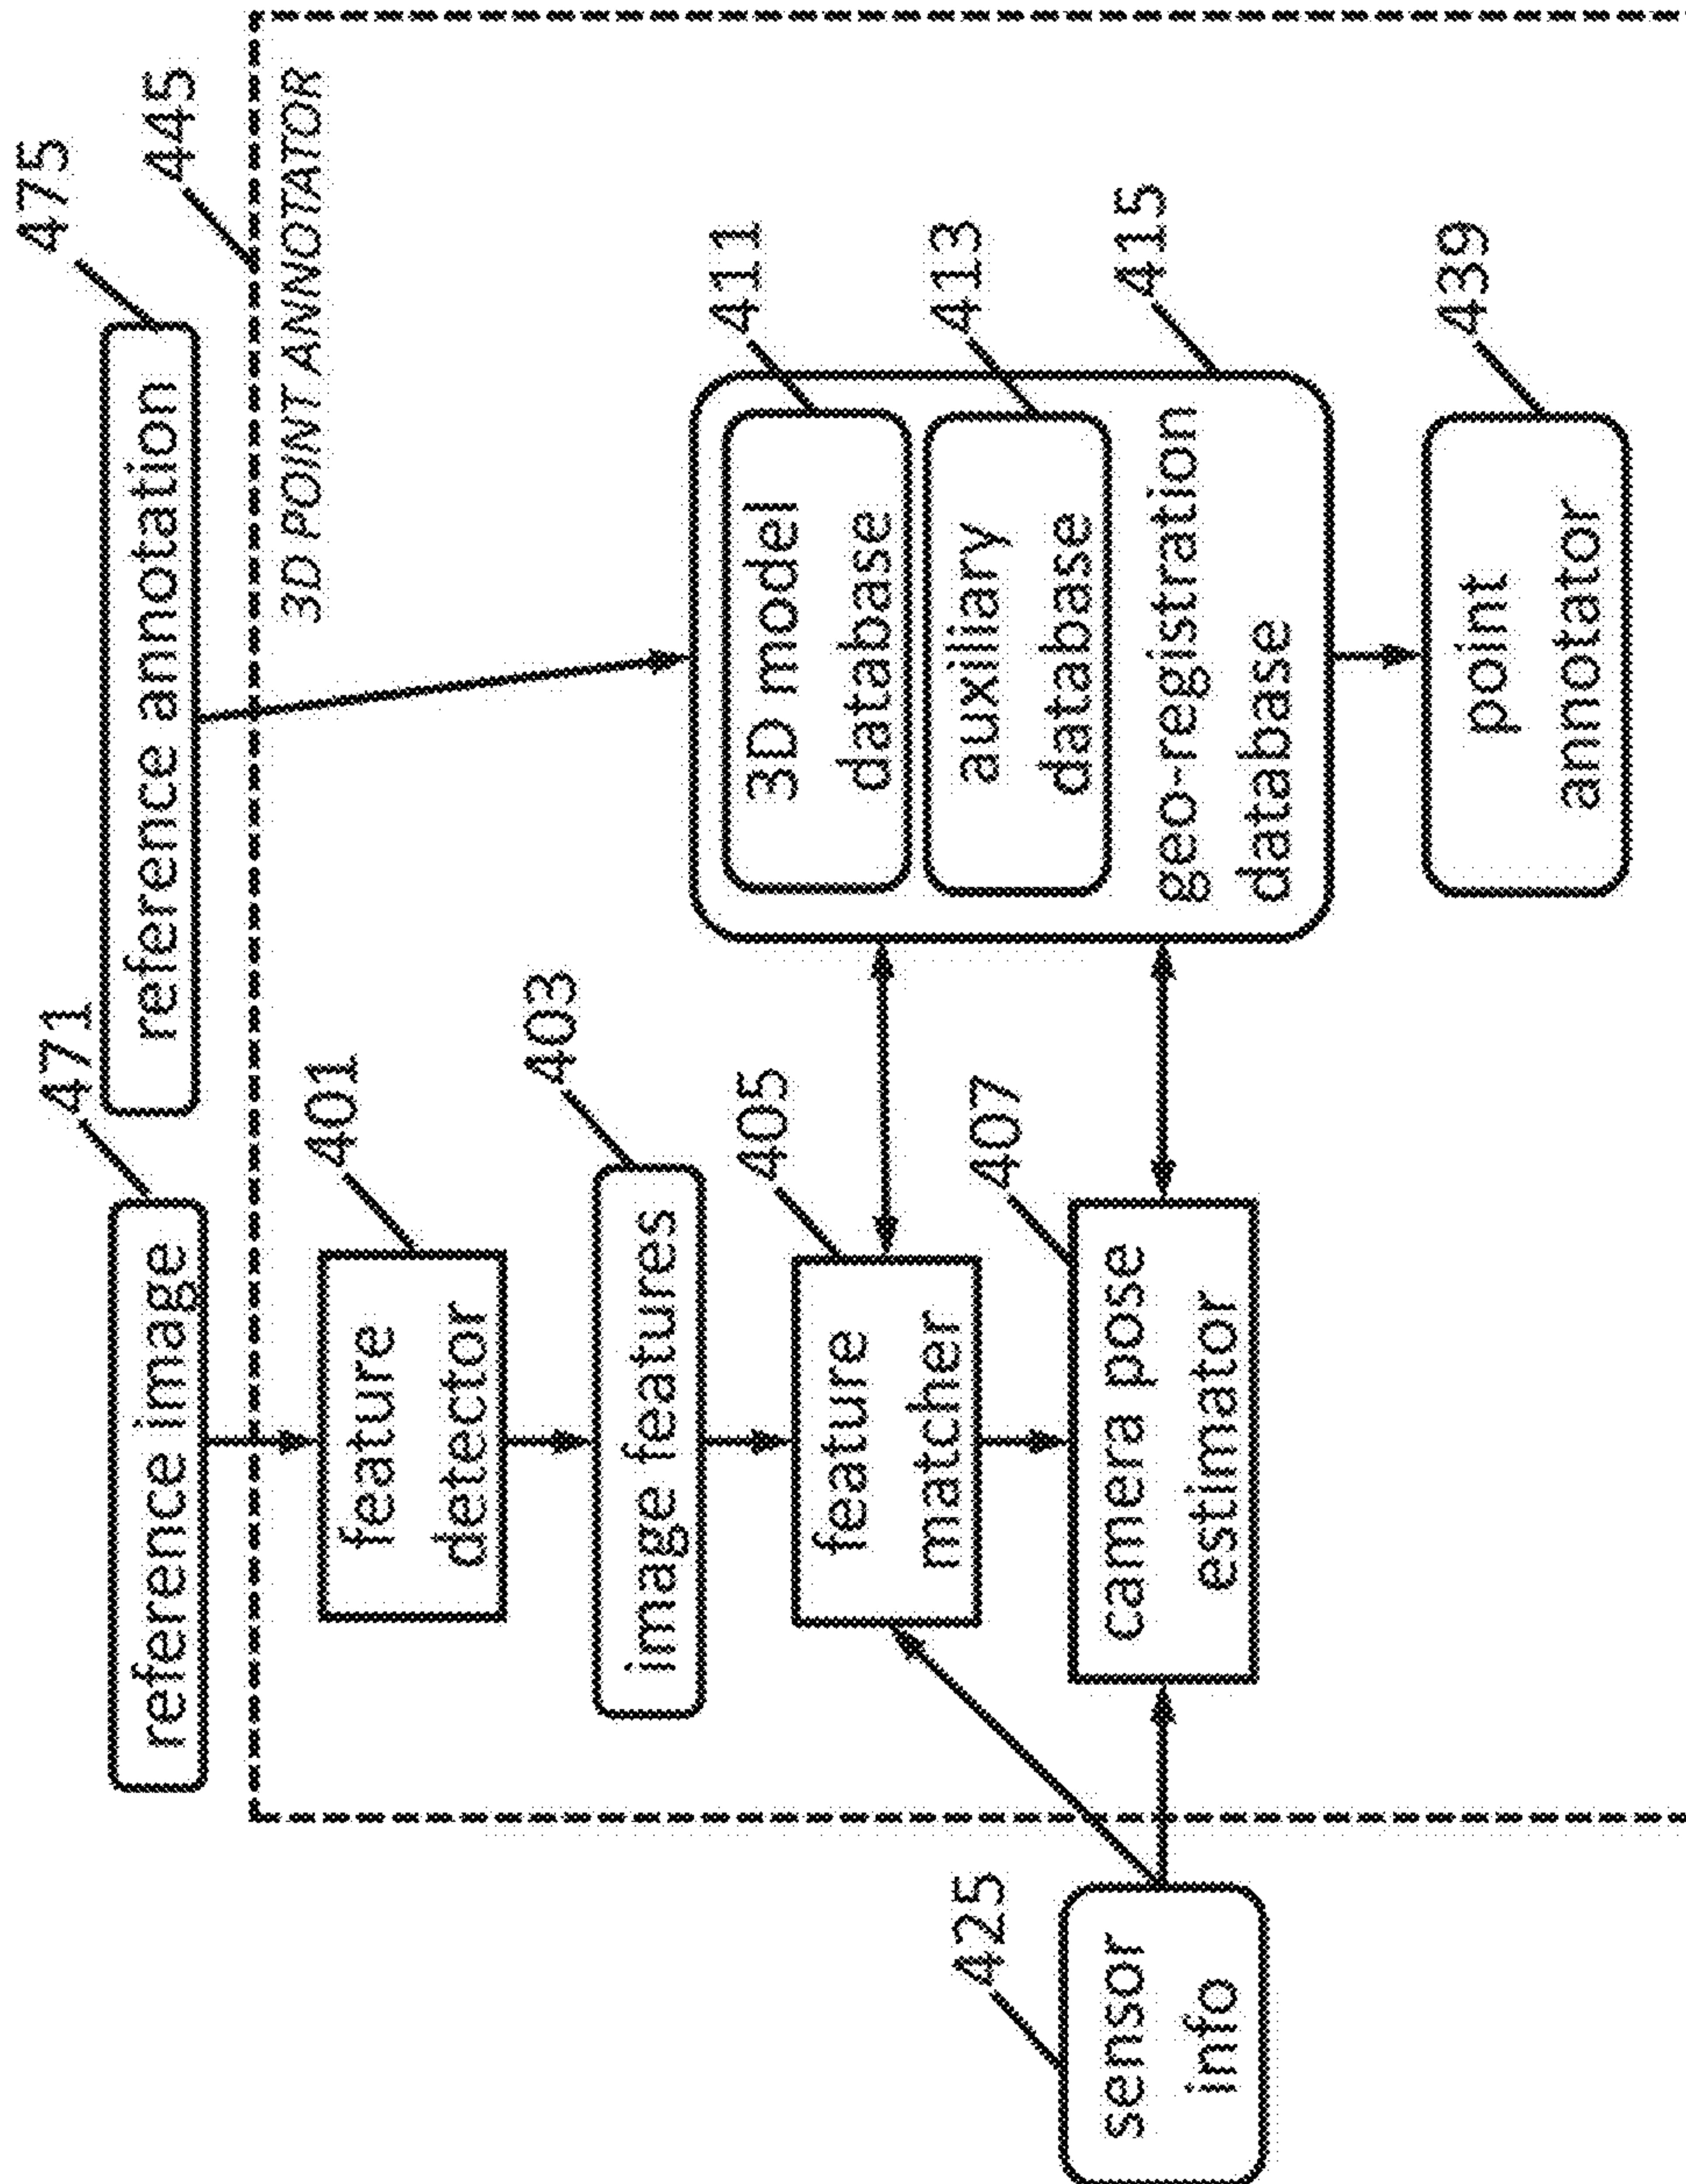 471
reference image
475
reference annotation
445
3D POINT ANNOTATOR
401
feature
detector
403
image features
405
feature
matcher
407
camera pose
estimator
425
sensor
info
411
3D model
database
413
auxiliary
database
415
geo-registration
database
439
point
annotator